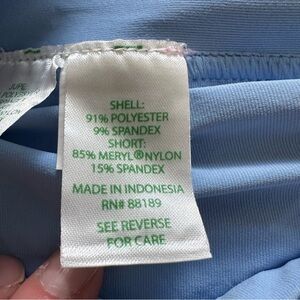 SHELL:
91% POLYESTER
9% SPANDEX
SHORT:
85% MERYL®NYLON
15% SPANDEX
MADE IN INDONESIA
RN# 88189
SEE REVERSE
FOR CARE
JUPE